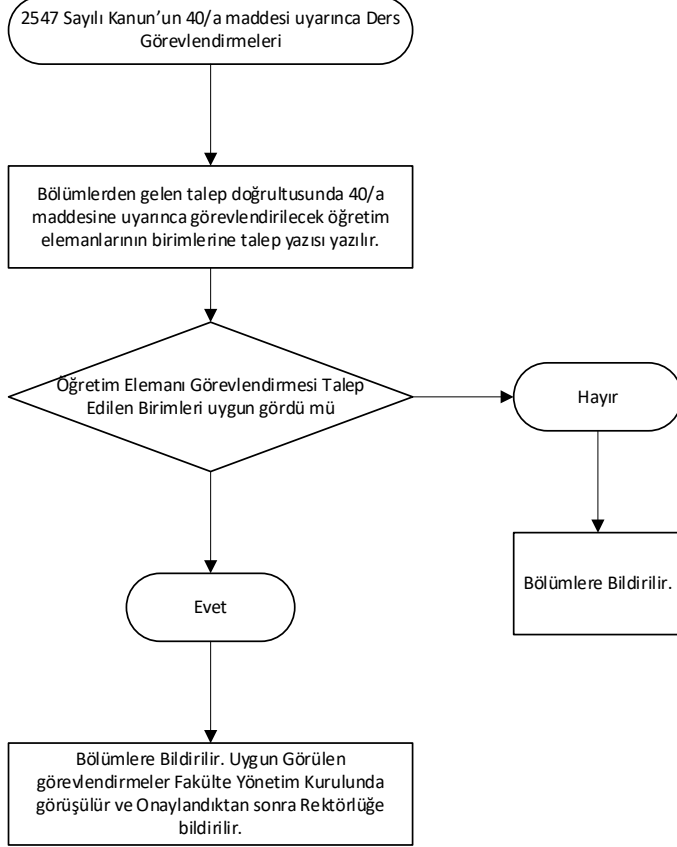 2547 Sayılı Kanun’un 40/a maddesi uyarınca Ders
Görevlendirmeleri
Bölümlerden gelen talep doğrultusunda 40/a
maddesine uyarınca görevlendirilecek öğretim
elemanlarının birimlerine talep yazısı yazılır.
Öğretim Elemanı Görevlendirmesi Talep
Edilen Birimleri uygun gördü mü
Hayır
Bölümlere Bildirilir.
Evet
Bölümlere Bildirilir. Uygun Görülen
görevlendirmeler Fakülte Yönetim Kurulunda
görüşülür ve Onaylandıktan sonra Rektörlüğe
bildirilir.